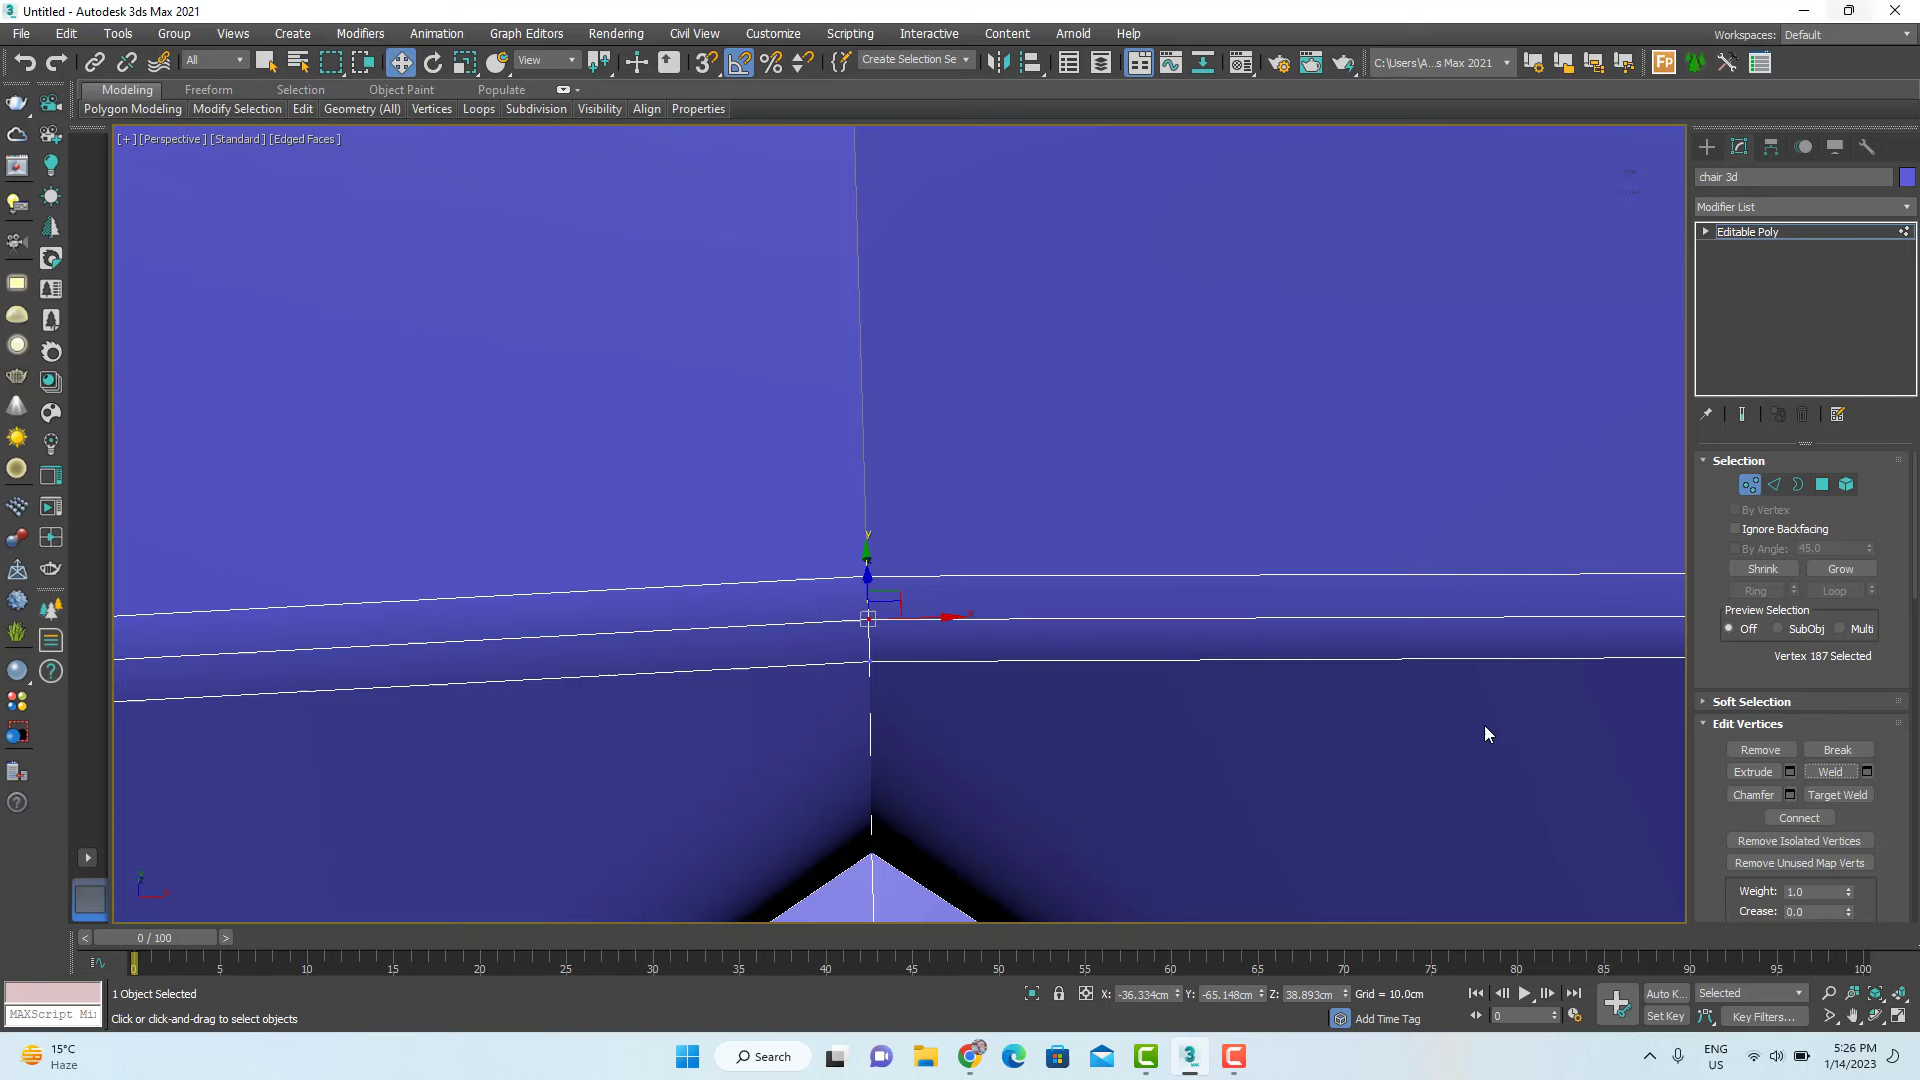 Untitled - Autodesk 3ds Max 2021
File Edit Tools Group Views Create Modifiers Animation Graph Editors Rendering Civil View Customize Scripting Interactive Content Arnold Help Workspaces: Default
All View Create Selection Se C:\Users\A...s Max 2021
Modeling Freeform Selection Object Paint Populate
Polygon Modeling Modify Selection Edit Geometry (All) Vertices Loops Subdivision Visibility Align Properties
[+] [Perspective] [Standard] [Edged Faces]
chair 3d
Modifier List
Editable Poly
Selection
By Vertex
Ignore Backfacing
By Angle: 45.0
Shrink Grow
Ring Loop
Preview Selection
Off SubObj Multi
Vertex 187 Selected
Soft Selection
Edit Vertices
Remove Break
Extrude Weld
Chamfer Target Weld
Connect
Remove Isolated Vertices
Remove Unused Map Verts
Weight: 1.0
Crease: 0.0
y
x
< 0 / 100 >
0 5 10 15 20 25 30 35 40 45 50 55 60 65 70 75 80 85 90 95 100
1 Object Selected X: -36.334cm Y: -65.148cm Z: 38.893cm Grid = 10.0cm Auto K... Selected
MAXScript Mi Click or click-and-drag to select objects Add Time Tag 0 Set Key Key Filters...
15°C
Haze
Search
ENG
US
5:26 PM
1/14/2023